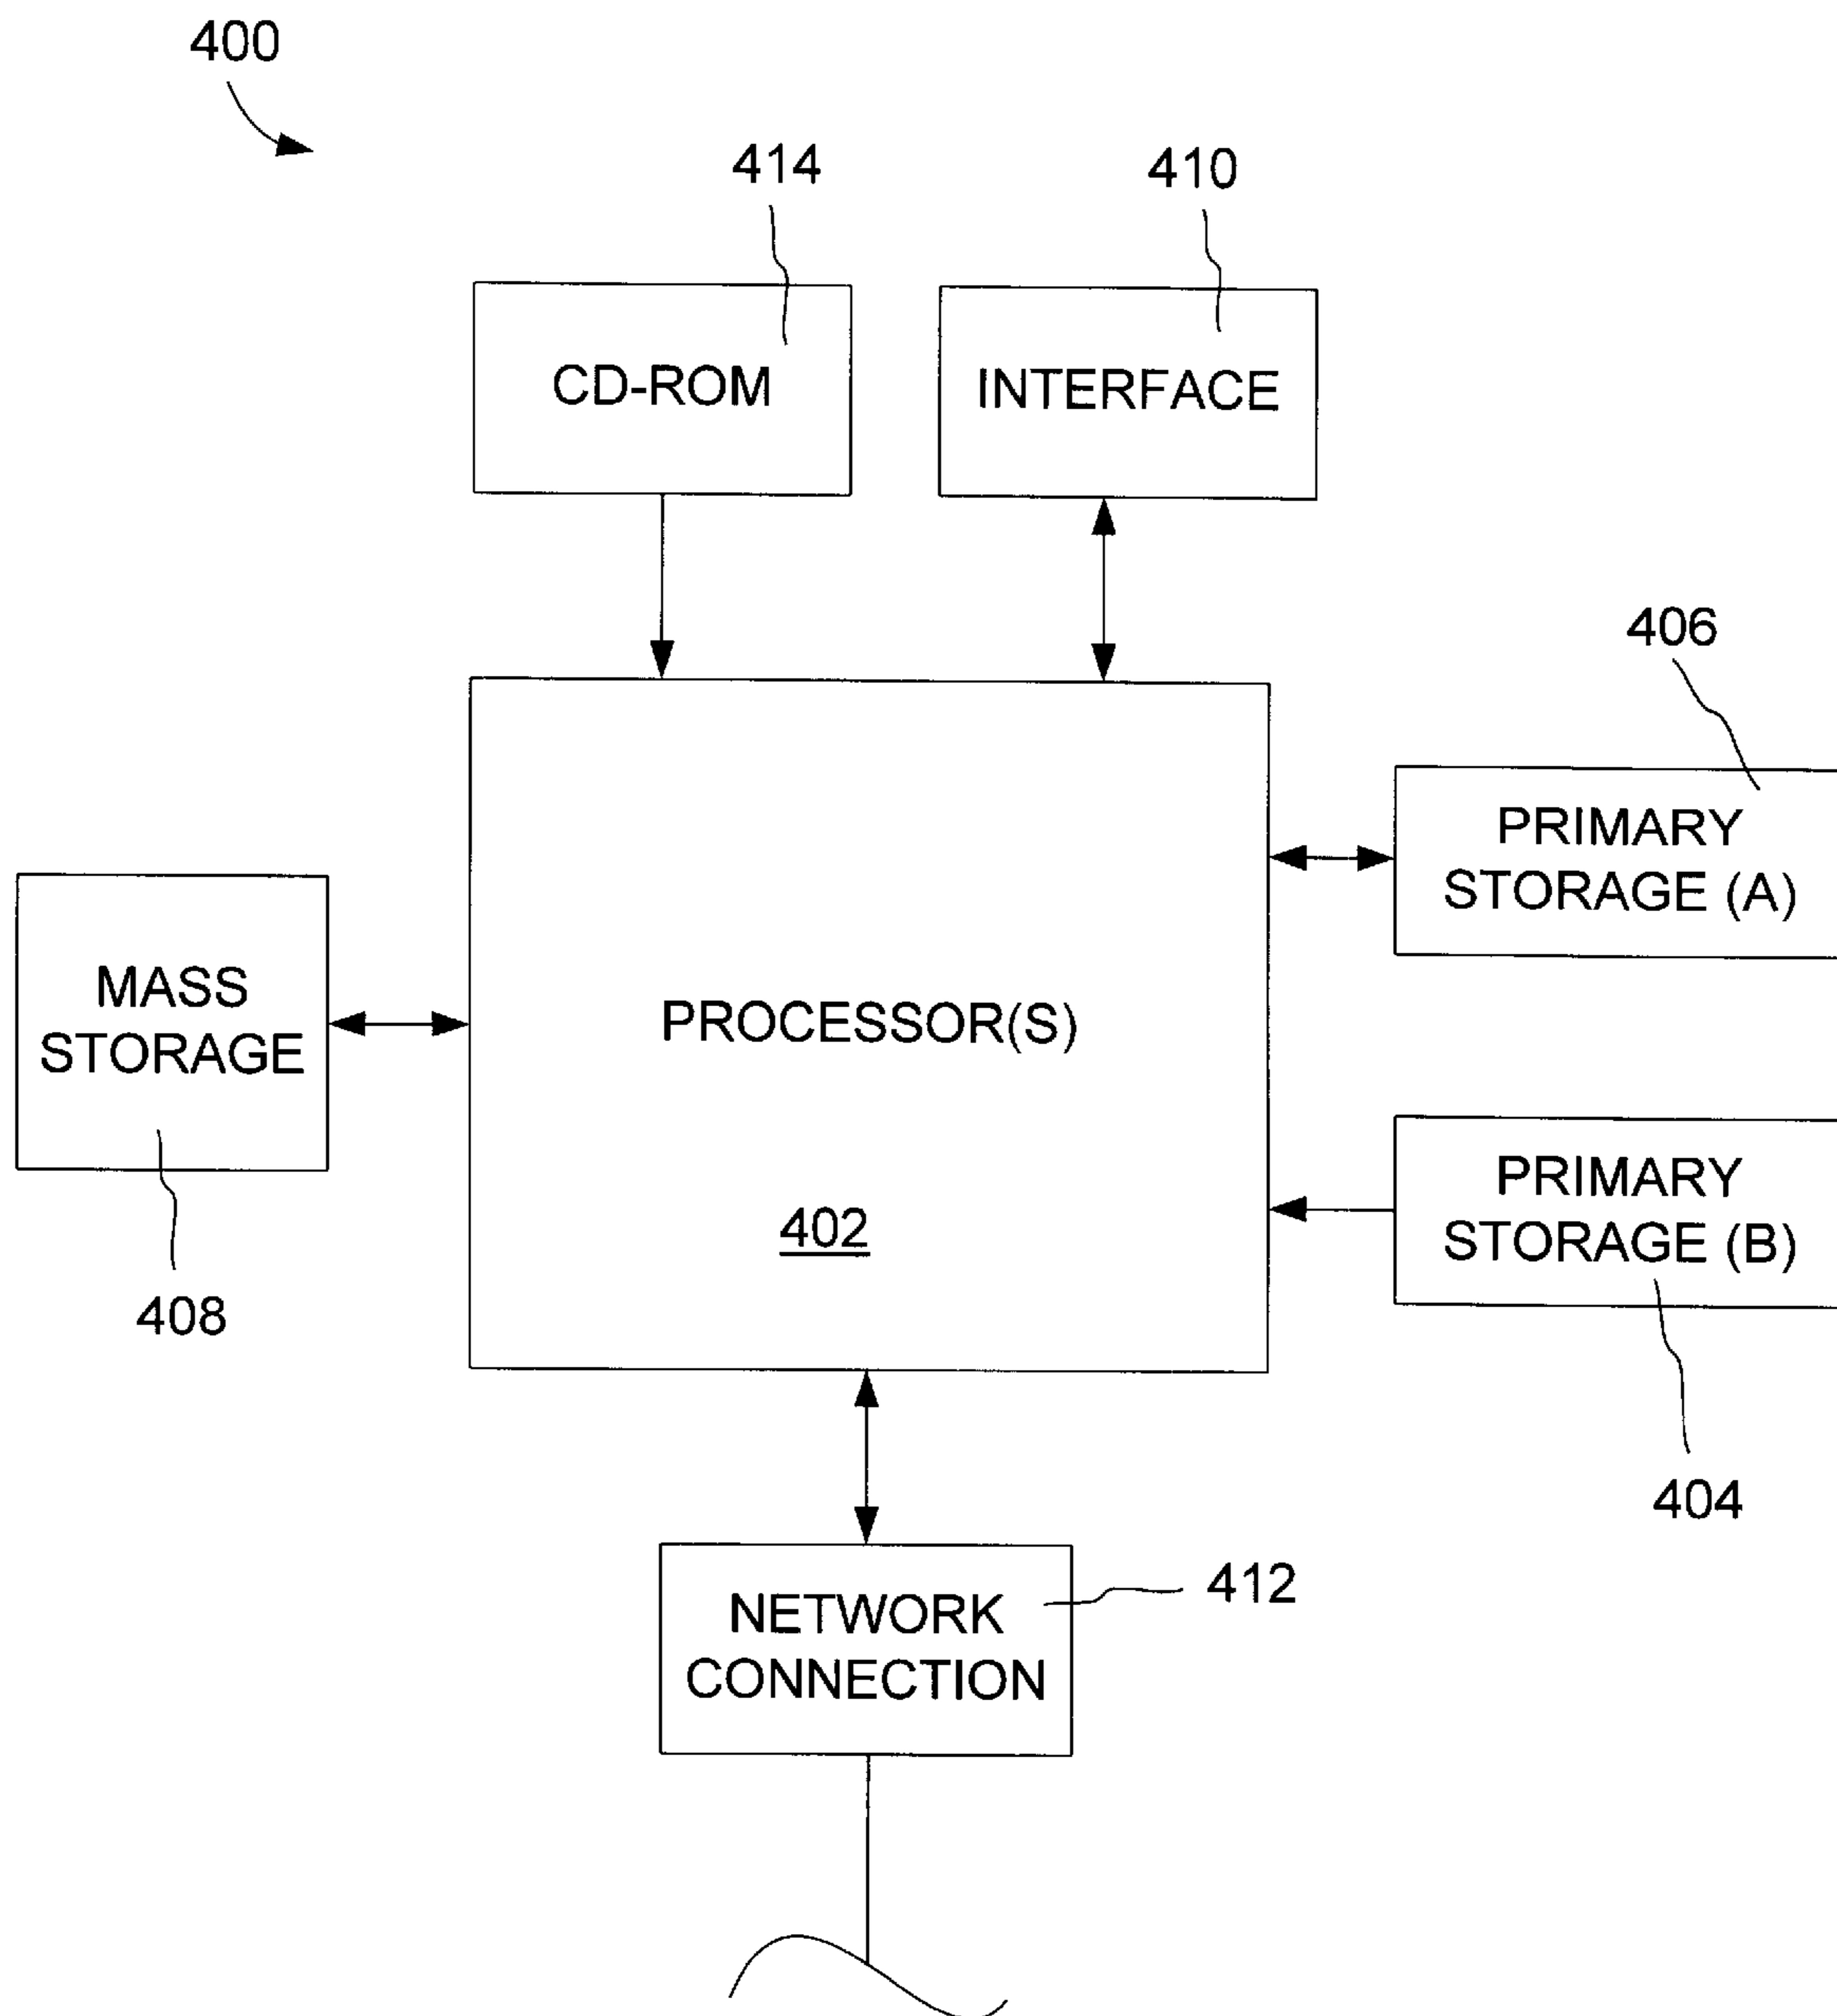 400
414
410
CD-ROM
INTERFACE
406
PRIMARY
STORAGE (A)
MASS
STORAGE
PROCESSOR(S)
PRIMARY
STORAGE (B)
402
408
404
NETWORK
CONNECTION
412